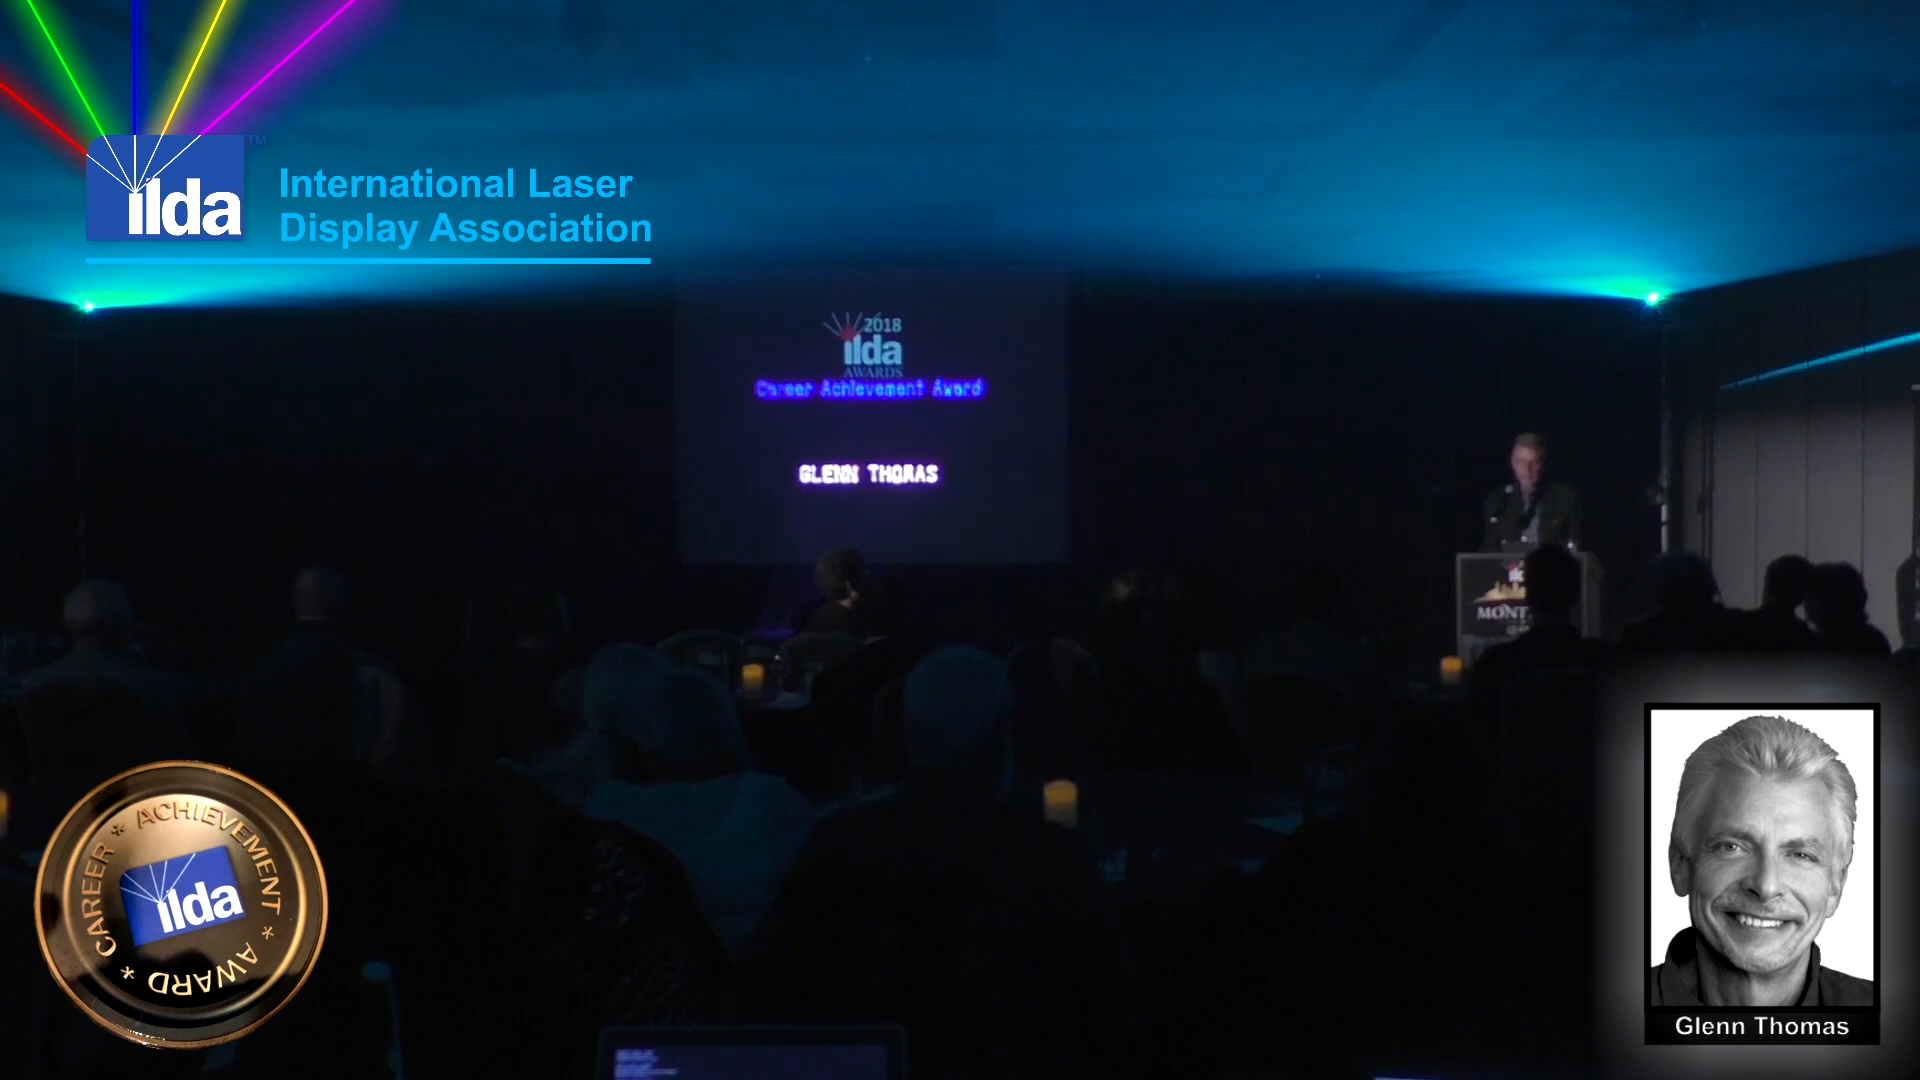 ilda
TM
International Laser
Display Association
2018
ilda
AWARDS
Career Achievement Award
GLENN THOMAS
MONT
CAREER * ACHIEVEMENT * AWARD *
ilda
Glenn Thomas